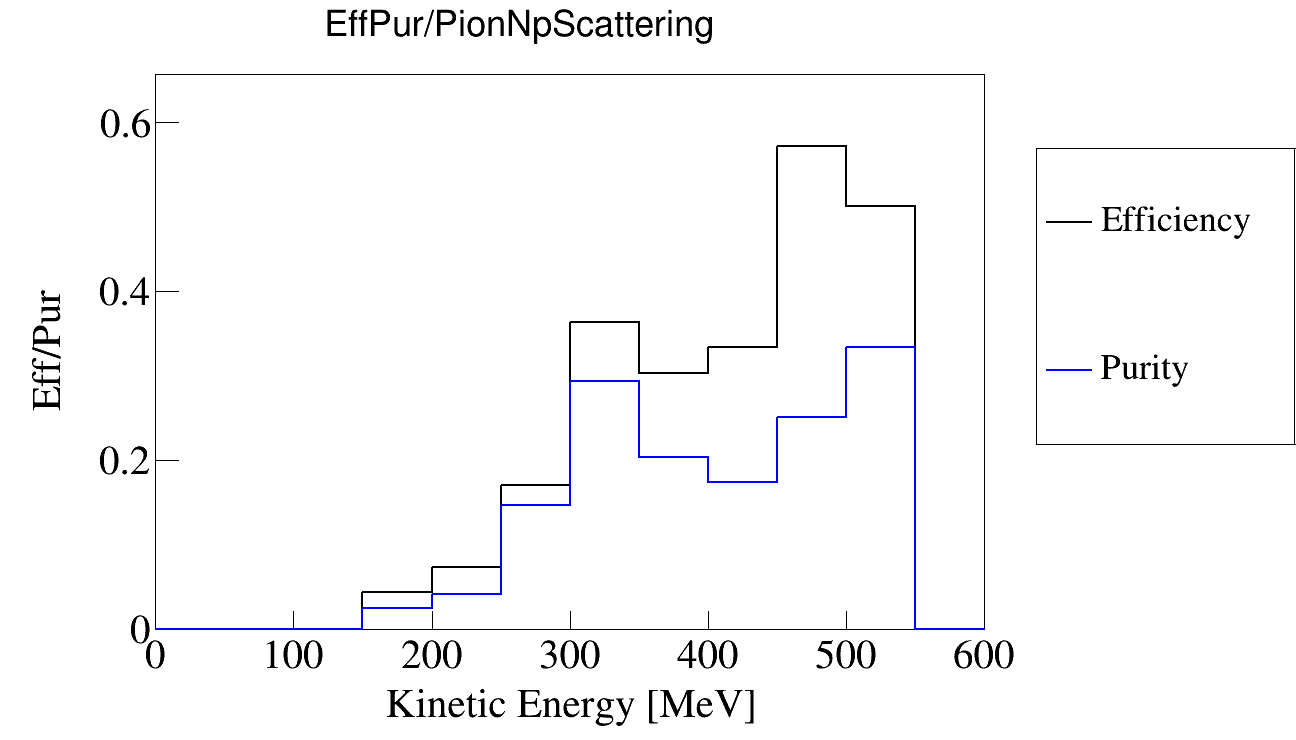 EffPur/PionNpScattering
0.6
0.4
0.2
0
Eff/Pur
0 100 200 300 400 500 600
Kinetic Energy [MeV]
Efficiency
Purity